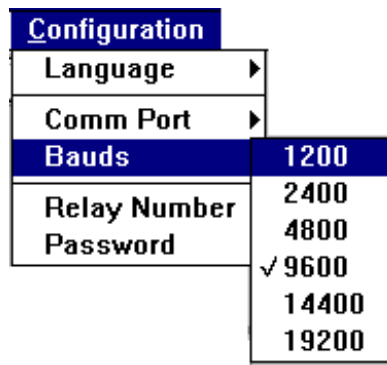 Configuration
Language
Comm Port
Bauds
Relay Number
Password
1200
2400
4800
✓9600
14400
19200